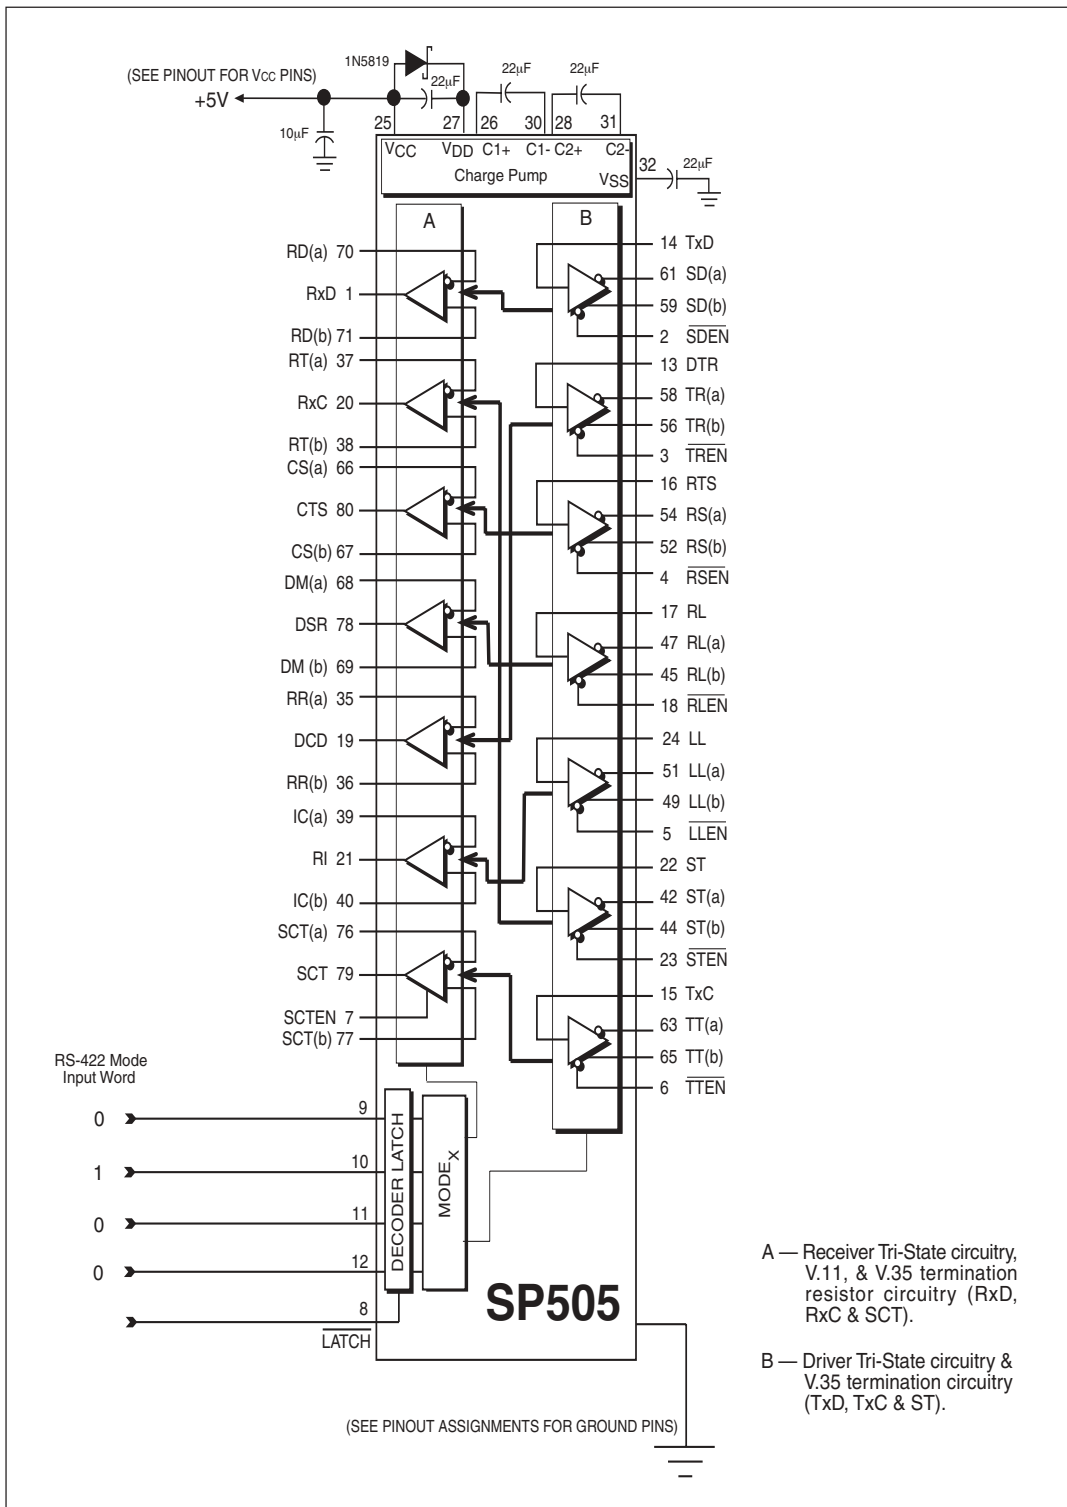 1N5819
(SEE PINOUT FOR VCC PINS)
+5V
22µF
22µF
22µF
10µF
25
27
26
30
28
31
VCC
VDD
C1+
C1-
C2+
C2-
Charge Pump
VSS
32
22µF
A
B
RD(a) 70
RxD 1
RD(b) 71
RT(a) 37
RxC 20
RT(b) 38
CS(a) 66
CTS 80
CS(b) 67
DM(a) 68
DSR 78
DM (b) 69
RR(a) 35
DCD 19
RR(b) 36
IC(a) 39
RI 21
IC(b) 40
SCT(a) 76
SCT 79
SCTEN 7
SCT(b) 77
14 TxD
61 SD(a)
59 SD(b)
2 SDEN
13 DTR
58 TR(a)
56 TR(b)
3 TREN
16 RTS
54 RS(a)
52 RS(b)
4 RSEN
17 RL
47 RL(a)
45 RL(b)
18 RLEN
24 LL
51 LL(a)
49 LL(b)
5 LLEN
22 ST
42 ST(a)
44 ST(b)
23 STEN
15 TxC
63 TT(a)
65 TT(b)
6 TTEN
RS-422 Mode
Input Word
0
9
1
10
0
11
0
12
8
LATCH
DECODER LATCH
MODEX
SP505
A — Receiver Tri-State circuitry,
V.11, & V.35 termination
resistor circuitry (RxD,
RxC & SCT).
B — Driver Tri-State circuitry &
V.35 termination circuitry
(TxD, TxC & ST).
(SEE PINOUT ASSIGNMENTS FOR GROUND PINS)